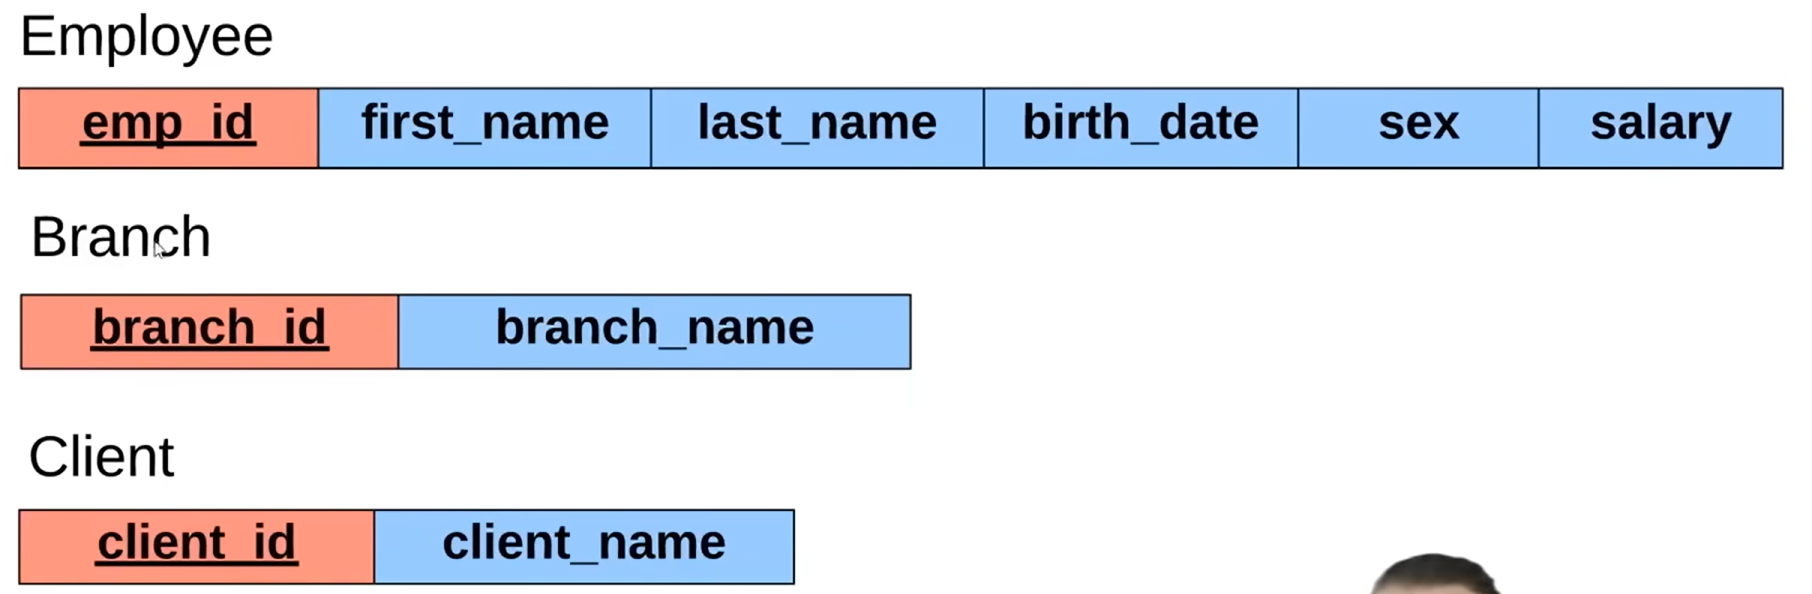 Employee
emp_id first_name last_name birth_date sex salary
Branch
branch_id branch_name
Client
client_id client_name